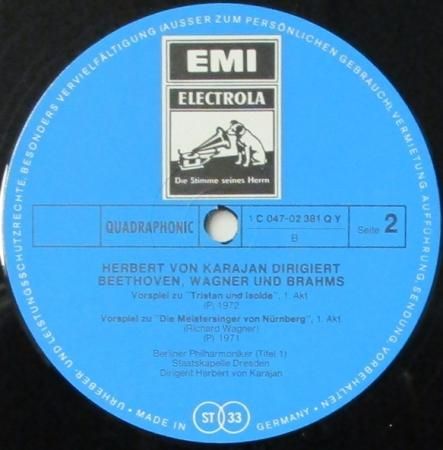 EMI
ELECTROLA
Die Stimme seines Herrn
QUADRAPHONIC
1 C 047-02 381 Q Y
B
Seite 2
HERBERT VON KARAJAN DIRIGIERT
BEETHOVEN, WAGNER UND BRAHMS
Vorspiel zu "Tristan und Isolde", 1. Akt
(P) 1972
Vorspiel zu "Die Meistersinger von Nürnberg", 1. Akt
(Richard Wagner)
(P) 1971
Berliner Philharmoniker (Titel 1)
Staatskapelle Dresden
Dirigent Herbert von Karajan
URHEBER- UND LEISTUNGSSCHUTZRECHTE, BESONDERS VERVIELFÄLTIGUNG (AUSSER ZUM PERSÖNLICHEN GEBRAUCH), VERMIETUNG, AUFFÜHRUNG, SENDUNG, VORBEHALTEN
• MADE IN
ST 33
GERMANY •